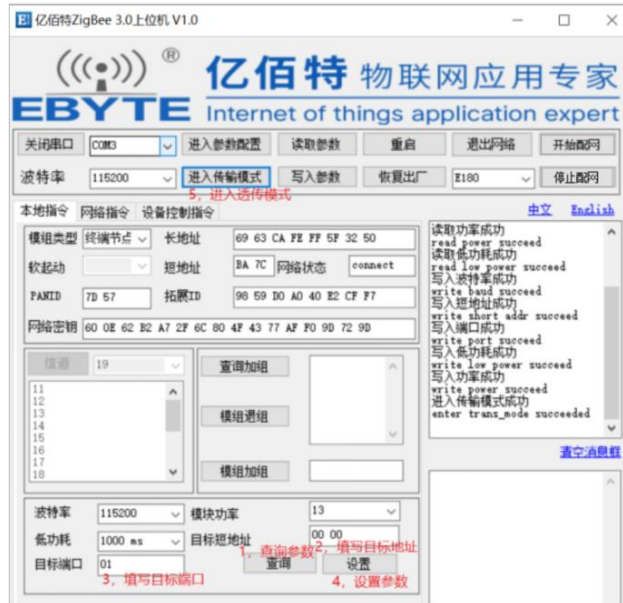 亿佰特ZigBee 3.0上位机 V1.0
®
亿佰特 物联网应用专家
EBYTE Internet of things application expert
关闭串口 COM3 进入参数配置 读取参数 重启 退出网络 开始配网
波特率 115200 进入传输模式 写入参数 恢复出厂 E180 停止配网
5，进入透传模式
本地指令 网络指令 设备控制指令 中文 English
模组类型 终端节点 长地址 69 63 CA FE FF 5F 32 50
软起动 短地址 BA 7C 网络状态 connect
PANID 7D 57 拓展ID 98 59 D0 A0 40 E2 CF F7
网络密钥 60 0E 62 B2 A7 2F 6C 80 4F 43 77 AF F0 9D 72 9D
信道 19
11
12
13
14
15
16
17
18
查询加组
模组退组
模组加组
读取功率成功
read power succeed
读取低功耗成功
read low power succeed
写入波特率成功
write baud succeed
写入短地址成功
write short addr succeed
写入端口成功
write port succeed
写入低功耗成功
write low power succeed
写入功率成功
write power succeed
进入传输模式成功
enter trans_mode succeeded
清空消息框
波特率 115200 模块功率 13
低功耗 1000 ms 目标短地址 00 00
1，查询参数 2，填写目标地址
目标端口 01 查询 设置
3，填写目标端口 4，设置参数